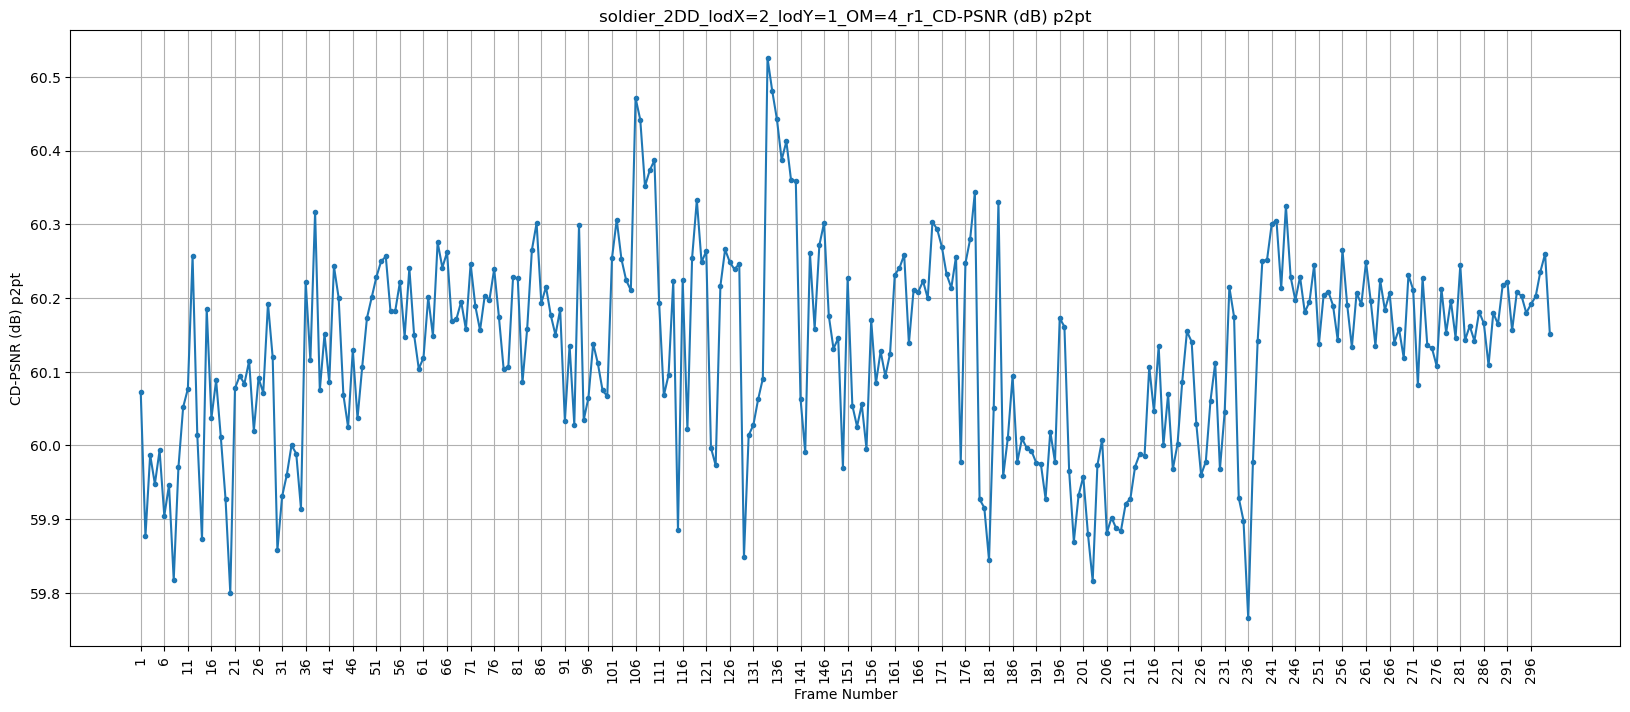 soldier_2DD_lodX=2_lodY=1_OM=4_r1_CD-PSNR (dB) p2pt
CD-PSNR (dB) p2pt
60.5
60.4
60.3
60.2
60.1
60.0
59.9
59.8
1 6 11 16 21 26 31 36 41 46 51 56 61 66 71 76 81 86 91 96 101 106 111 116 121 126 131 136 141 146 151 156 161 166 171 176 181 186 191 196 201 206 211 216 221 226 231 236 241 246 251 256 261 266 271 276 281 286 291 296
Frame Number